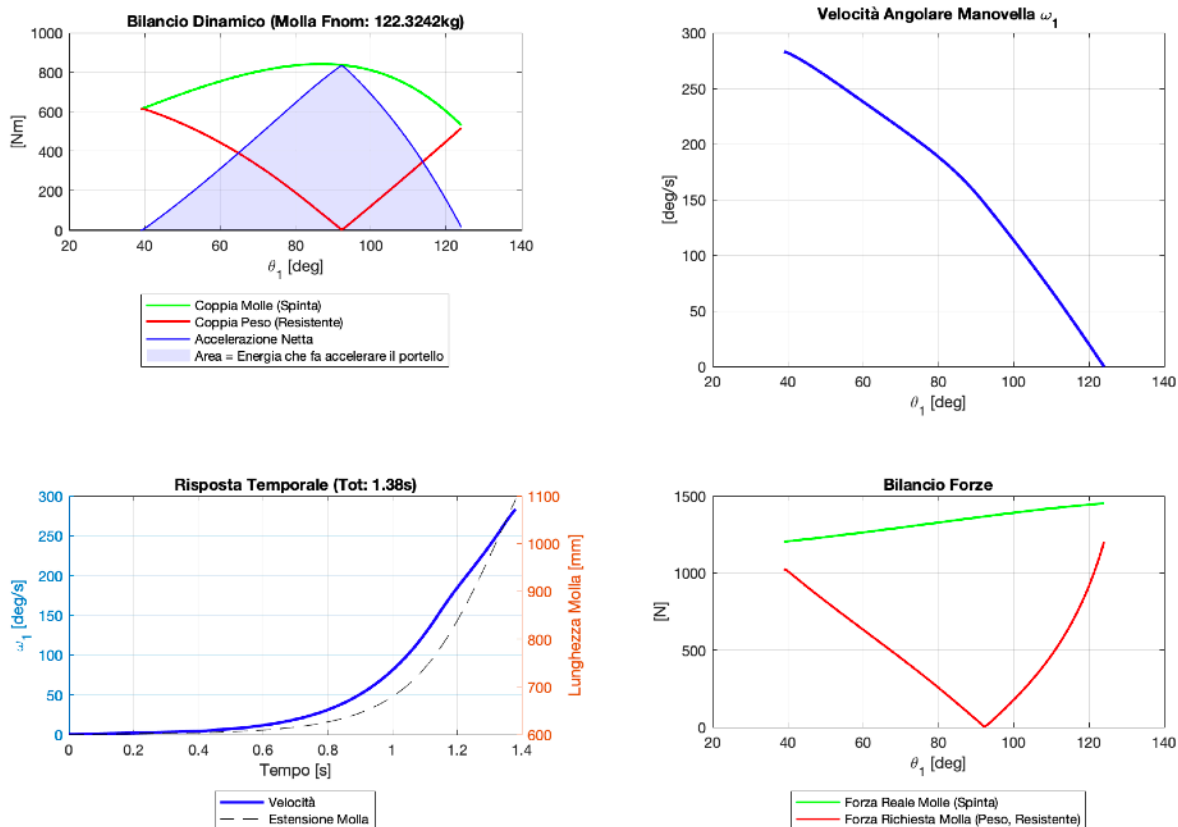 Bilancio Dinamico (Molla Fnom: 122.3242kg)
1000
800
600
400
200
0
[Nm]
20 40 60 80 100 120 140
θ1 [deg]
Coppia Molle (Spinta)
Coppia Peso (Resistente)
Accelerazione Netta
Area = Energia che fa accelerare il portello
Velocità Angolare Manovella ω1
300
250
200
150
100
50
0
[deg/s]
20 40 60 80 100 120 140
θ1 [deg]
Risposta Temporale (Tot: 1.38s)
300
250
200
150
100
50
0
ω1 [deg/s]
1100
1000
900
800
700
600
Lunghezza Molla [mm]
0 0.2 0.4 0.6 0.8 1 1.2 1.4
Tempo [s]
Velocità
Estensione Molla
Bilancio Forze
1500
1000
500
0
[N]
20 40 60 80 100 120 140
θ1 [deg]
Forza Reale Molle (Spinta)
Forza Richiesta Molla (Peso, Resistente)